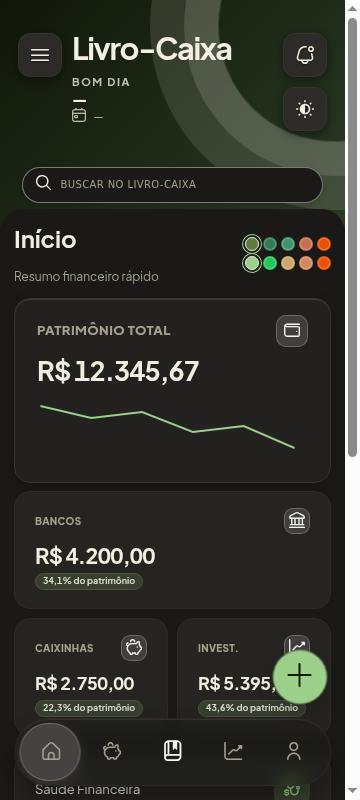 Livro-Caixa
BOM DIA
–
–
BUSCAR NO LIVRO-CAIXA
Início
Resumo financeiro rápido
PATRIMÔNIO TOTAL
R$ 12.345,67
BANCOS
R$ 4.200,00
34,1% do patrimônio
CAIXINHAS
R$ 2.750,00
22,3% do patrimônio
INVEST.
R$ 5.395,
43,6% do patrimônio
Saúde Financeira